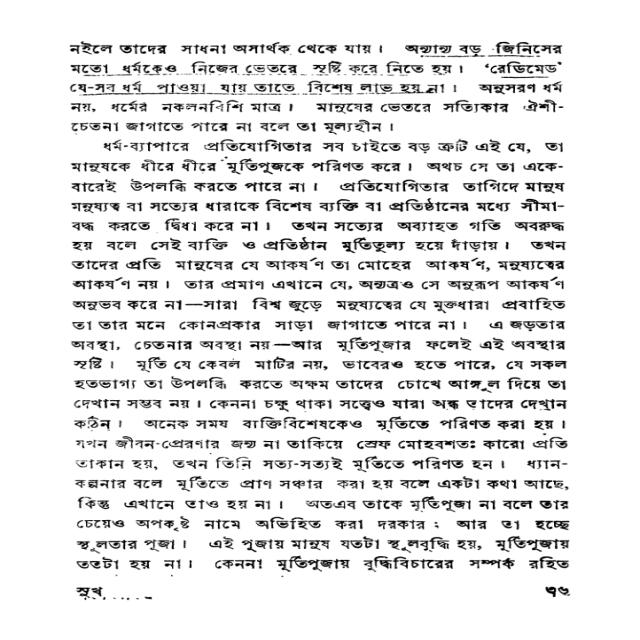 নইলে তাদের সাধনা অসার্থক থেকে যায়। অন্যান্য বড় জিনিসের
মতো ধর্মকেও নিজের ভেতরে সৃষ্টি করে নিতে হয়। ‘রেডিমেড’
যে-সব ধর্ম পাওয়া যায় তাতে বিশেষ লাভ হয় না। অনুসরণ ধর্ম
নয়, ধর্মের নকলনবিশি মাত্র। মানুষের ভেতরে সত্যিকার ঐশী-
চেতনা জাগাতে পারে না বলে তা মূল্যহীন।
ধর্ম-ব্যাপারে প্রতিযোগিতার সব চাইতে বড় ত্রুটি এই যে, তা
মানুষকে ধীরে ধীরে মূর্তিপূজকে পরিণত করে। অথচ সে তা একে-
বারেই উপলব্ধি করতে পারে না। প্রতিযোগিতার তাগিদে মানুষ
মনুষ্যত্ব বা সত্যের ধারাকে বিশেষ ব্যক্তি বা প্রতিষ্ঠানের মধ্যে সীমা-
বদ্ধ করতে দ্বিধা করে না। তখন সত্যের অব্যাহত গতি অবরুদ্ধ
হয় বলে সেই ব্যক্তি ও প্রতিষ্ঠান মূর্তিতুল্য হয়ে দাঁড়ায়। তখন
তাদের প্রতি মানুষের যে আকর্ষণ তা মোহের আকর্ষণ, মনুষ্যত্বের
আকর্ষণ নয়। তার প্রমাণ এখানে যে, অন্যত্রও সে অনুরূপ আকর্ষণ
অনুভব করে না—সারা বিশ্ব জুড়ে মনুষ্যত্বের যে মুক্তধারা প্রবাহিত
তা তার মনে কোনপ্রকার সাড়া জাগাতে পারে না। এ জড়তার
অবস্থা, চেতনার অবস্থা নয়—আর মূর্তিপূজার ফলেই এই অবস্থার
সৃষ্টি। মূর্তি যে কেবল মাটির নয়, ভাবেরও হতে পারে, যে সকল
হতভাগ্য তা উপলব্ধি করতে অক্ষম তাদের চোখে আঙ্গুল দিয়ে তা
দেখান সম্ভব নয়। কেননা চক্ষু থাকা সত্ত্বেও যারা অন্ধ তাদের দেখান
কঠিন। অনেক সময় ব্যক্তিবিশেষকেও মূর্তিতে পরিণত করা হয়।
যখন জীবন-প্রেরণার জন্য না তাকিয়ে স্রেফ মোহবশতঃ কারো প্রতি
তাকান হয়, তখন তিনি সত্য-সত্যই মূর্তিতে পরিণত হন। ধ্যান-
কল্পনার বলে মূর্তিতে প্রাণ সঞ্চার করা হয় বলে একটা কথা আছে,
কিন্তু এখানে তাও হয় না। অতএব তাকে মূর্তিপূজা না বলে তার
চেয়েও অপকৃষ্ট নামে অভিহিত করা দরকার: আর তা হচ্ছে
স্থূলতার পূজা। এই পূজায় মানুষ যতটা স্থূলবুদ্ধি হয়, মূর্তিপূজায়
ততটা হয় না। কেননা মূর্তিপূজায় বুদ্ধিবিচারের সম্পর্ক রহিত
সুখ ৩৬